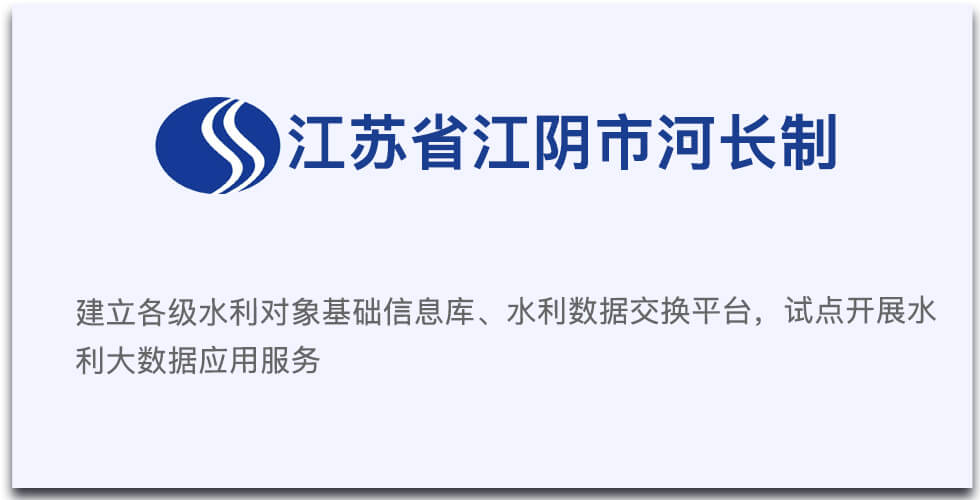 江苏省江阴市河长制
建立各级水利对象基础信息库、水利数据交换平台，试点开展水
利大数据应用服务